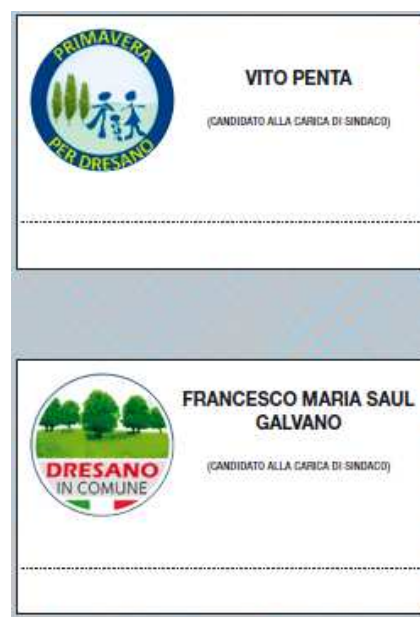 PRIMAVERA
PER DRESANO
VITO PENTA
(CANDIDATO ALLA CARICA DI SINDACO)
DRESANO
IN COMUNE
FRANCESCO MARIA SAUL
GALVANO
(CANDIDATO ALLA CARICA DI SINDACO)